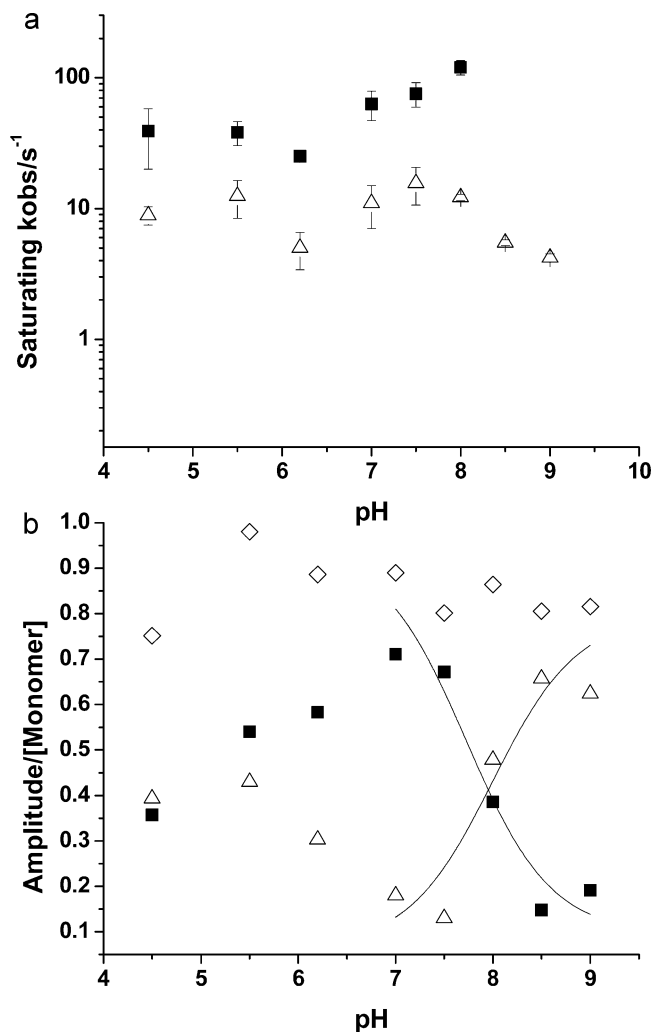 a
100
10
1
Saturating kobs/s⁻¹
4 5 6 7 8 9 10
pH
b
1.0
0.9
0.8
0.7
0.6
0.5
0.4
0.3
0.2
0.1
Amplitude/[Monomer]
4 5 6 7 8 9
pH